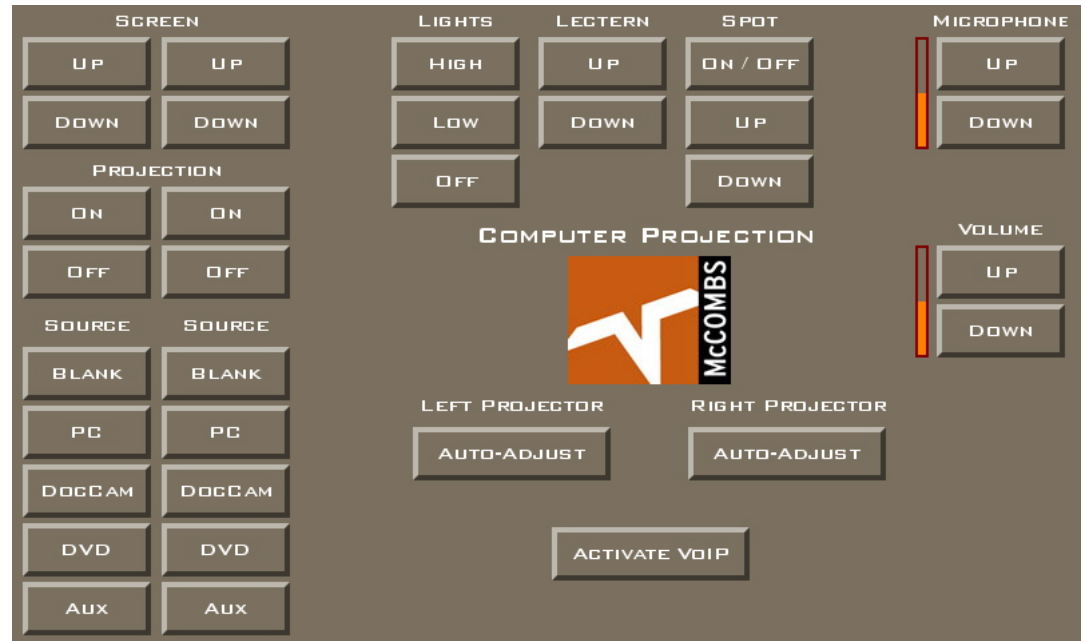 SCREEN
UP UP
DOWN DOWN
PROJECTION
ON ON
OFF OFF
SOURCE SOURCE
BLANK BLANK
PC PC
DOCCAM DOCCAM
DVD DVD
AUX AUX
LIGHTS
HIGH
LOW
OFF
LECTERN
UP
DOWN
SPOT
ON / OFF
UP
DOWN
COMPUTER PROJECTION
McCOMBS
LEFT PROJECTOR
AUTO-ADJUST
RIGHT PROJECTOR
AUTO-ADJUST
ACTIVATE VOIP
MICROPHONE
UP
DOWN
VOLUME
UP
DOWN